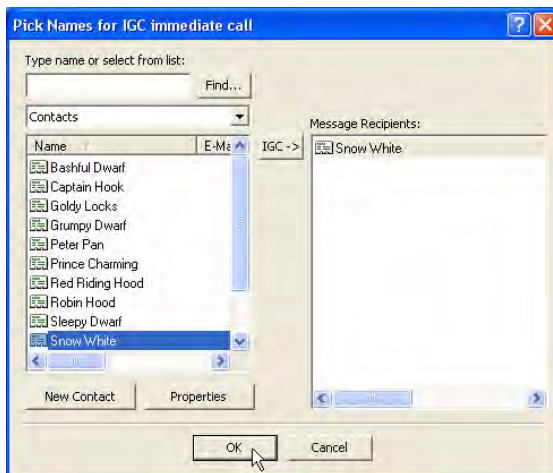 Pick Names for IGC immediate call
Type name or select from list:
Find...
Contacts
Message Recipients:
Name / E-Ma
IGC ->
Snow White
Bashful Dwarf
Captain Hook
Goldy Locks
Grumpy Dwarf
Peter Pan
Prince Charming
Red Riding Hood
Robin Hood
Sleepy Dwarf
Snow White
New Contact Properties
OK Cancel